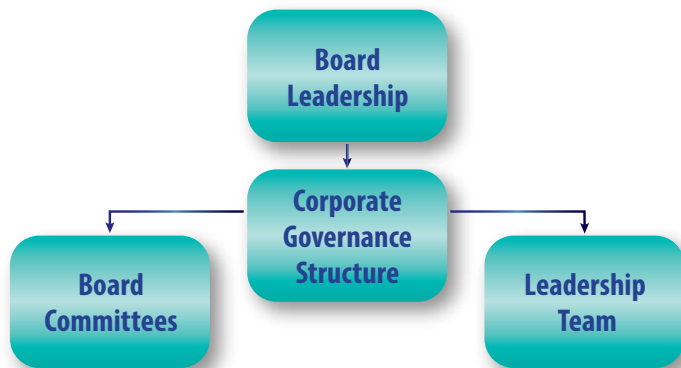 Board
Leadership
Corporate
Governance
Structure
Board
Committees
Leadership
Team